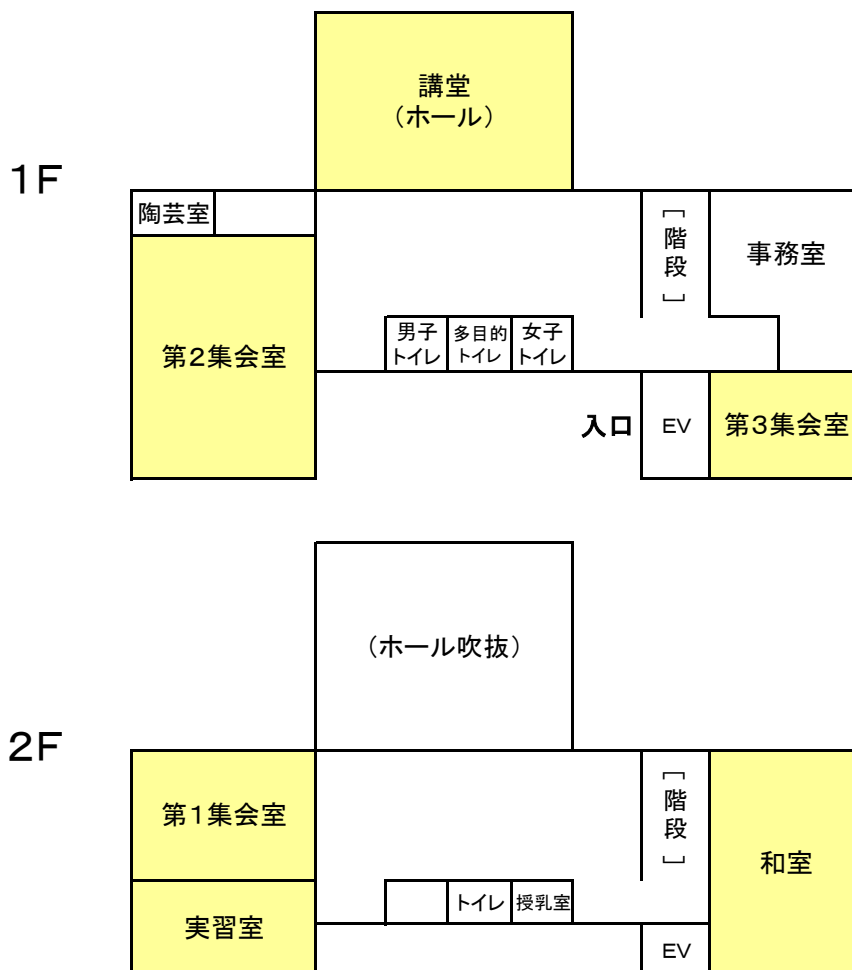 1F
講堂
（ホール）
陶芸室
［階段］
事務室
第2集会室
男子
トイレ
多目的
トイレ
女子
トイレ
入口
EV
第3集会室
2F
（ホール吹抜）
第1集会室
［階段］
和室
実習室
トイレ
授乳室
EV